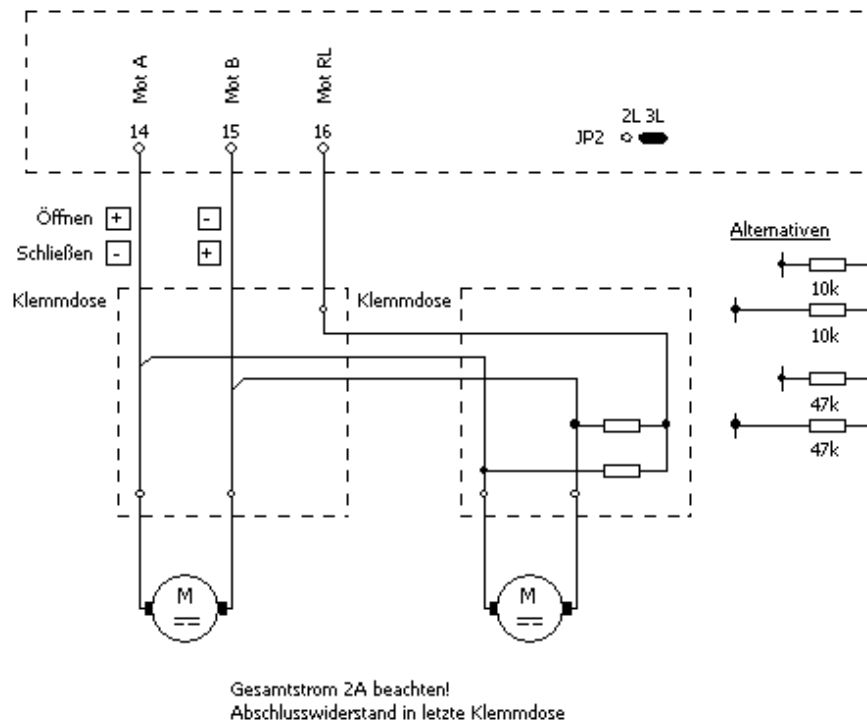 Mot A
Mot B
Mot RL
14
15
16
2L 3L
JP2
Öffnen + -
Schließen - +
Alternativen
10k
10k
47k
47k
Klemmdose
Klemmdose
M
M
Gesamtstrom 2A beachten!
Abschlusswiderstand in letzte Klemmdose